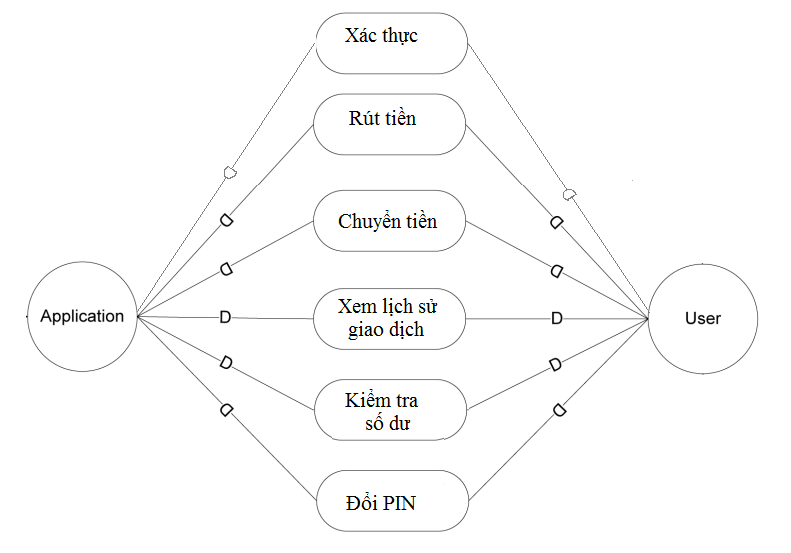 Xác thực
Rút tiền
Chuyển tiền
Application
D
D
D
D
D
D
Xem lịch sử
giao dịch
D
D
D
D
D
D
User
Kiểm tra
số dư
Đổi PIN